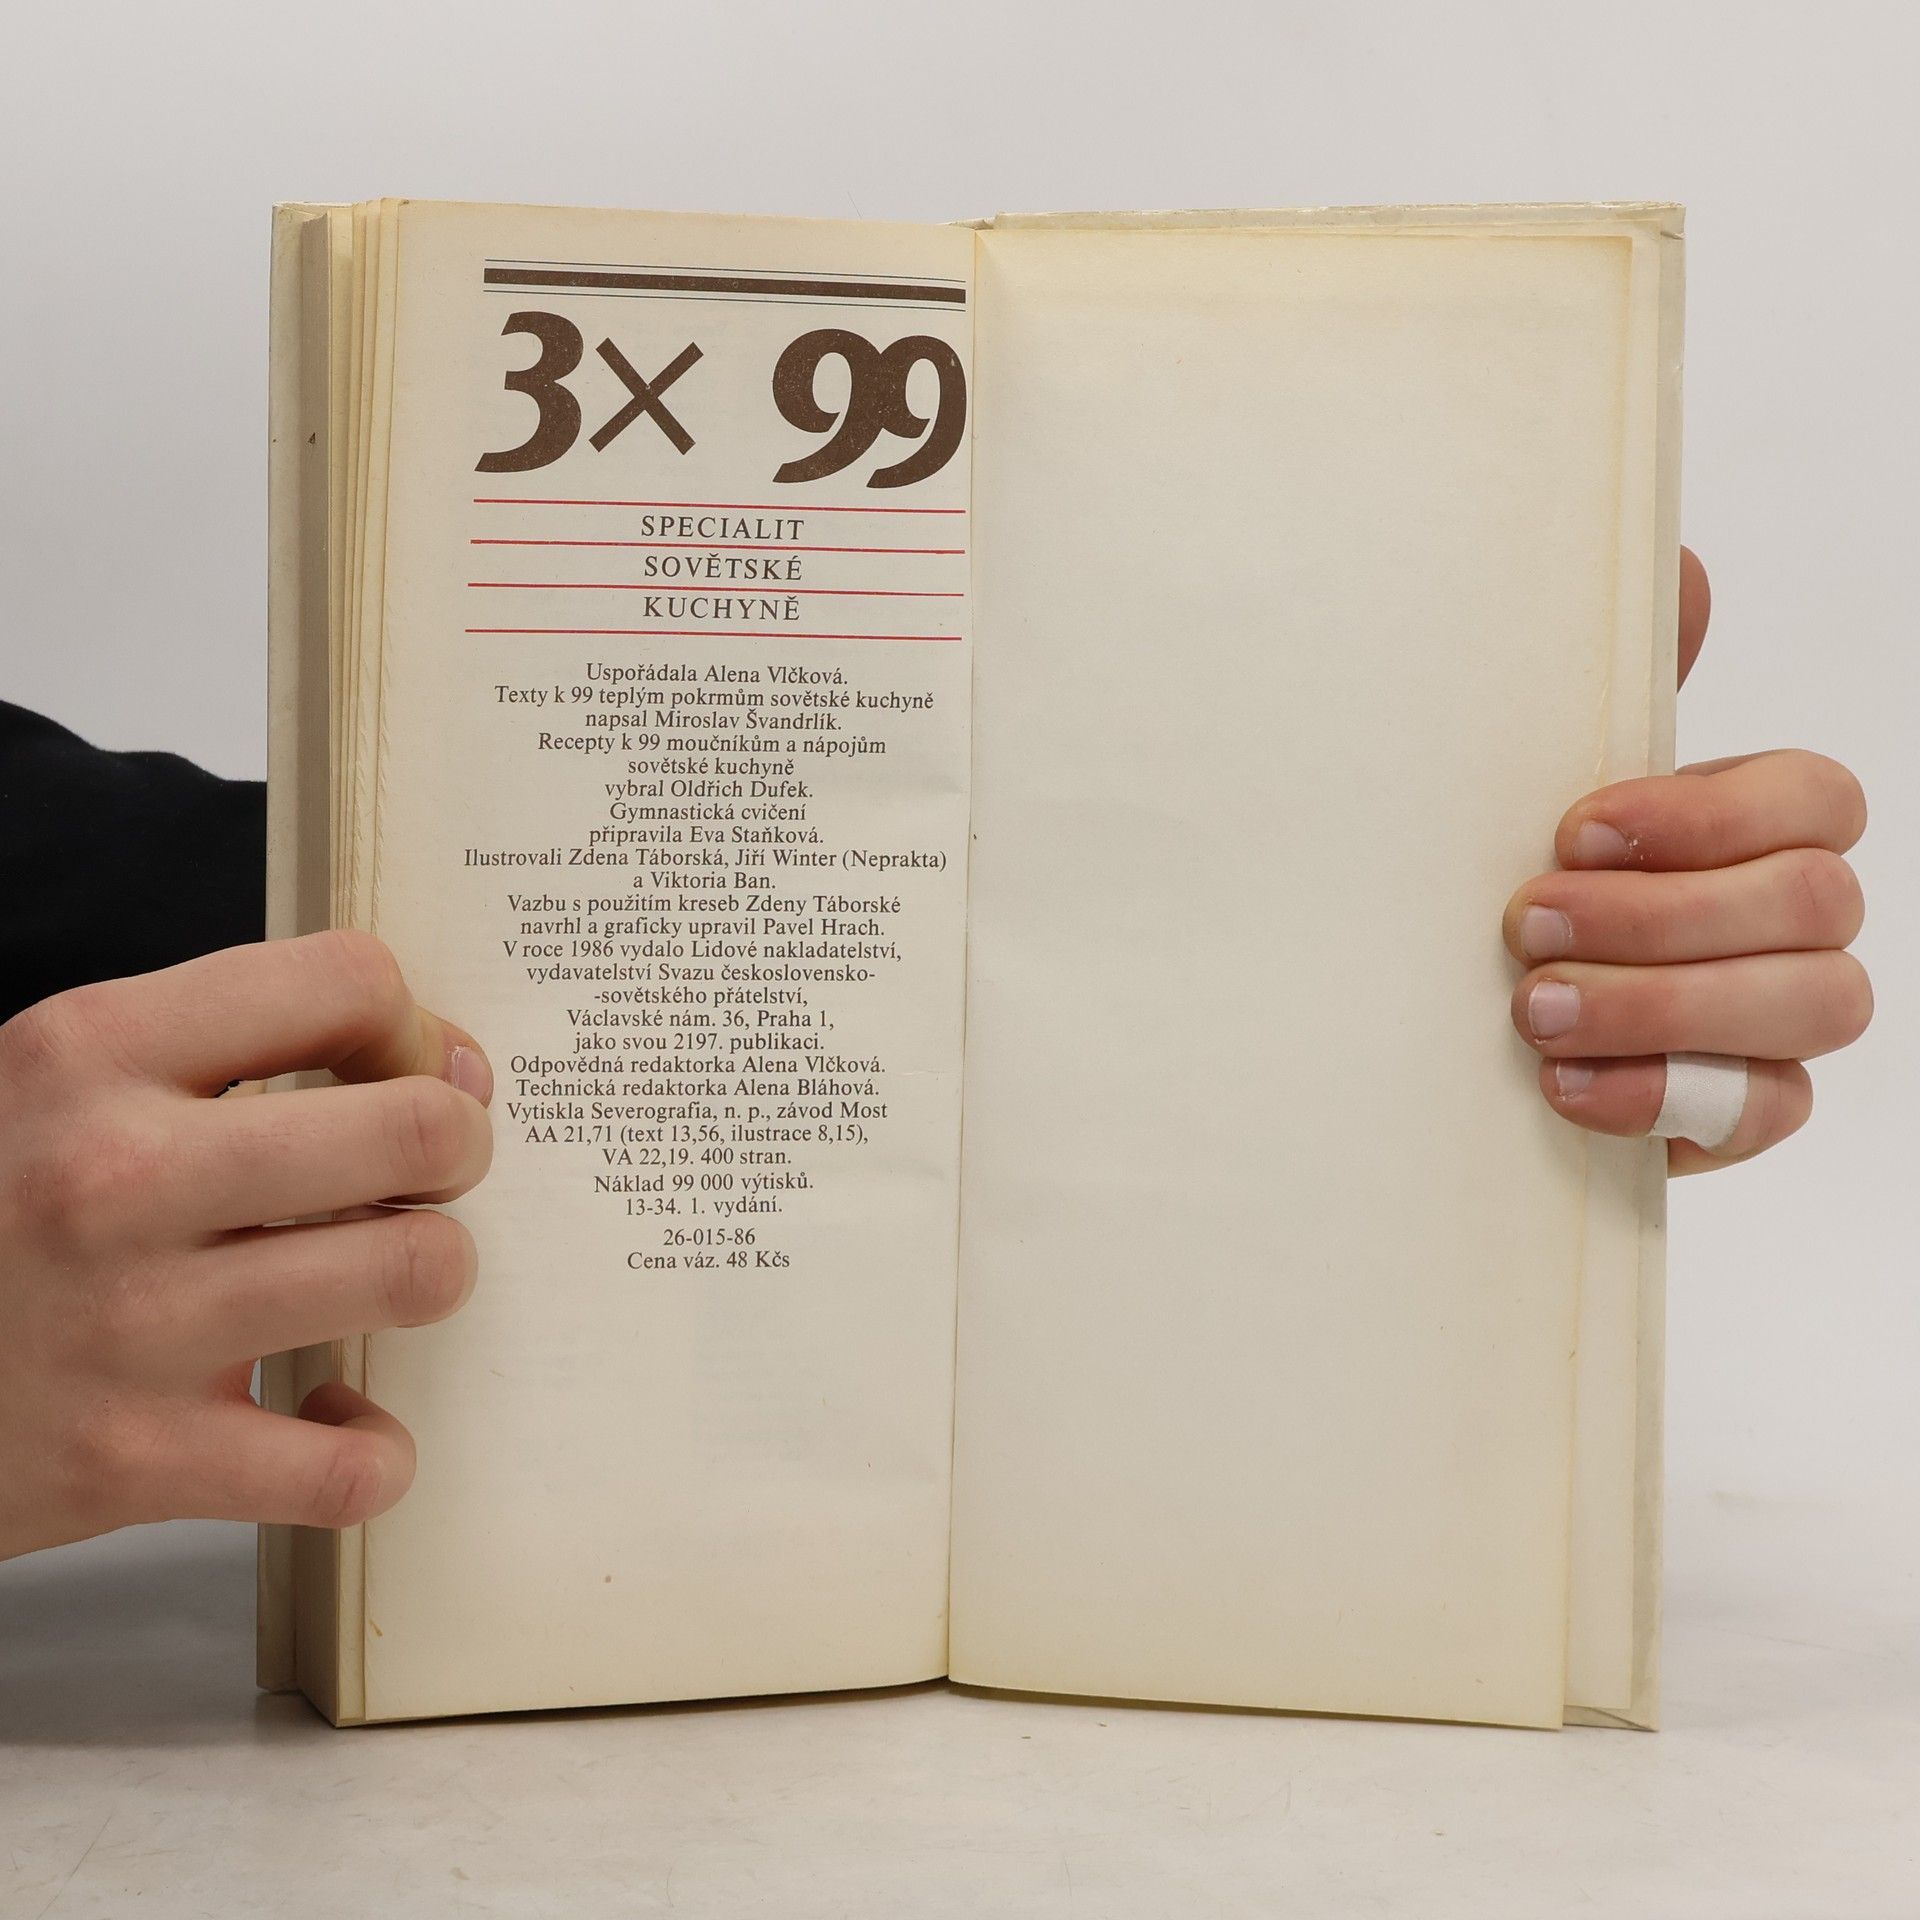 3× 99
SPECIALIT
SOVĚTSKÉ
KUCHYNĚ
Uspořádala Alena Vlčková.
Texty k 99 teplým pokrmům sovětské kuchyně
napsal Miroslav Švandrlík.
Recepty k 99 moučníkům a nápojům
sovětské kuchyně
vybral Oldřich Dufek.
Gymnastická cvičení
připravila Eva Staňková.
Ilustrovali Zdena Táborská, Jiří Winter (Neprakta)
a Viktoria Ban.
Vazbu s použitím kreseb Zdeny Táborské
navrhl a graficky upravil Pavel Hrach.
V roce 1986 vydalo Lidové nakladatelství,
vydavatelství Svazu československo-
-sovětského přátelství,
Václavské nám. 36, Praha 1,
jako svou 2197. publikaci.
Odpovědná redaktorka Alena Vlčková.
Technická redaktorka Alena Bláhová.
Vytiskla Severografia, n. p., závod Most
AA 21,71 (text 13,56, ilustrace 8,15),
VA 22,19. 400 stran.
Náklad 99 000 výtisků.
13-34. 1. vydání.
26-015-86
Cena váz. 48 Kčs